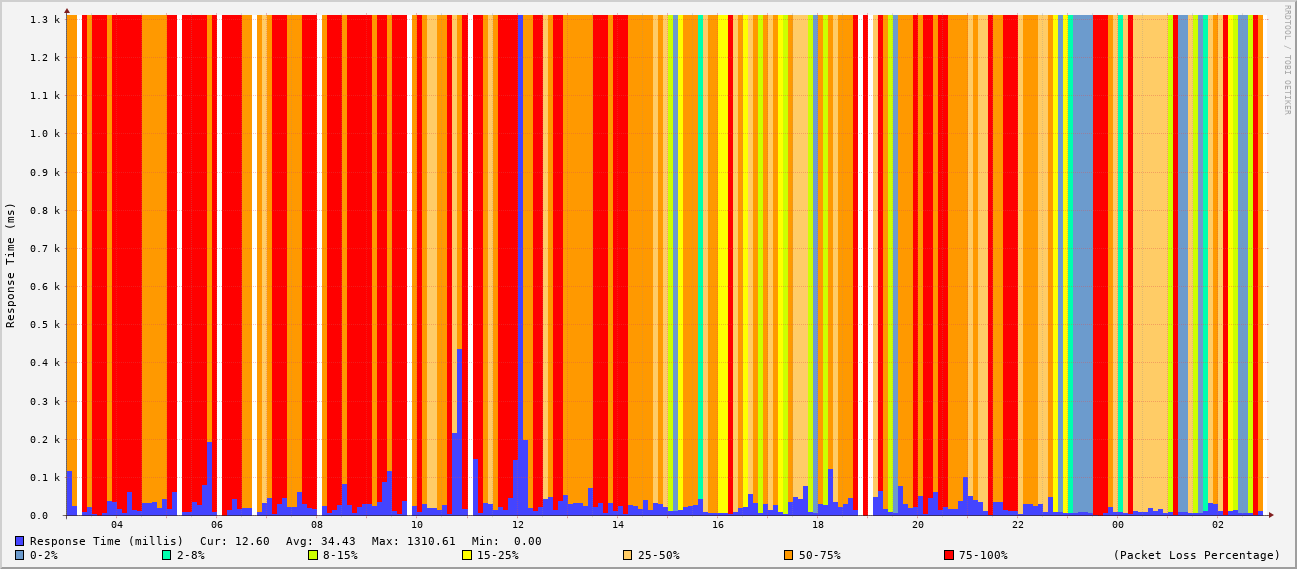 RRDTOOL / TOBI OETIKER
Response Time (ms)
1.3 k
1.2 k
1.1 k
1.0 k
0.9 k
0.8 k
0.7 k
0.6 k
0.5 k
0.4 k
0.3 k
0.2 k
0.1 k
0.0
04 06 08 10 12 14 16 18 20 22 00 02
Response Time (millis) Cur: 12.60 Avg: 34.43 Max: 1310.61 Min: 0.00
0-2% 2-8% 8-15% 15-25% 25-50% 50-75% 75-100% (Packet Loss Percentage)